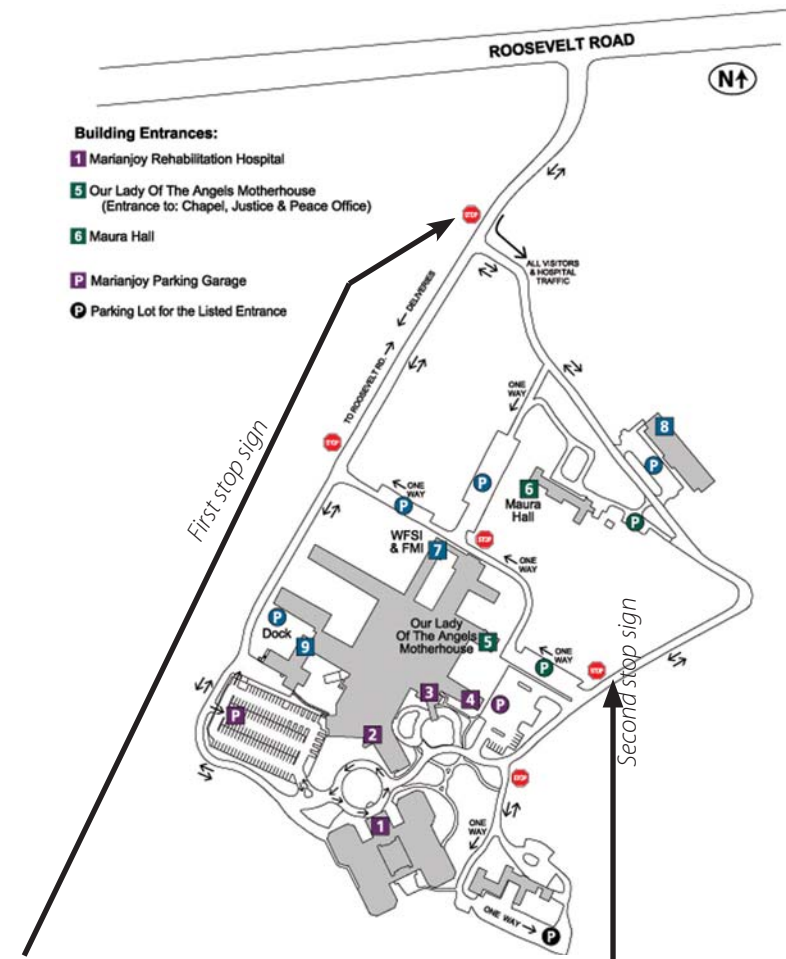 ROOSEVELT ROAD
N
Building Entrances:
1 Marianjoy Rehabilitation Hospital
5 Our Lady Of The Angels Motherhouse
(Entrance to: Chapel, Justice & Peace Office)
6 Maura Hall
P Marianjoy Parking Garage
P Parking Lot for the Listed Entrance
STOP
ALL VISITORS
& HOSPITAL
TRAFFIC
DELIVERIES
TO ROOSEVELT RD.
First stop sign
ONE
WAY
8
P
STOP
ONE
WAY
P
P
6
Maura
Hall
P
WFSI
& FMI
7
STOP
ONE
WAY
P
Dock
9
Our Lady
Of The Angels
Motherhouse
5
ONE
WAY
P
STOP
Second stop sign
3
4
P
P
2
STOP
1
ONE
WAY
ONE WAY
P